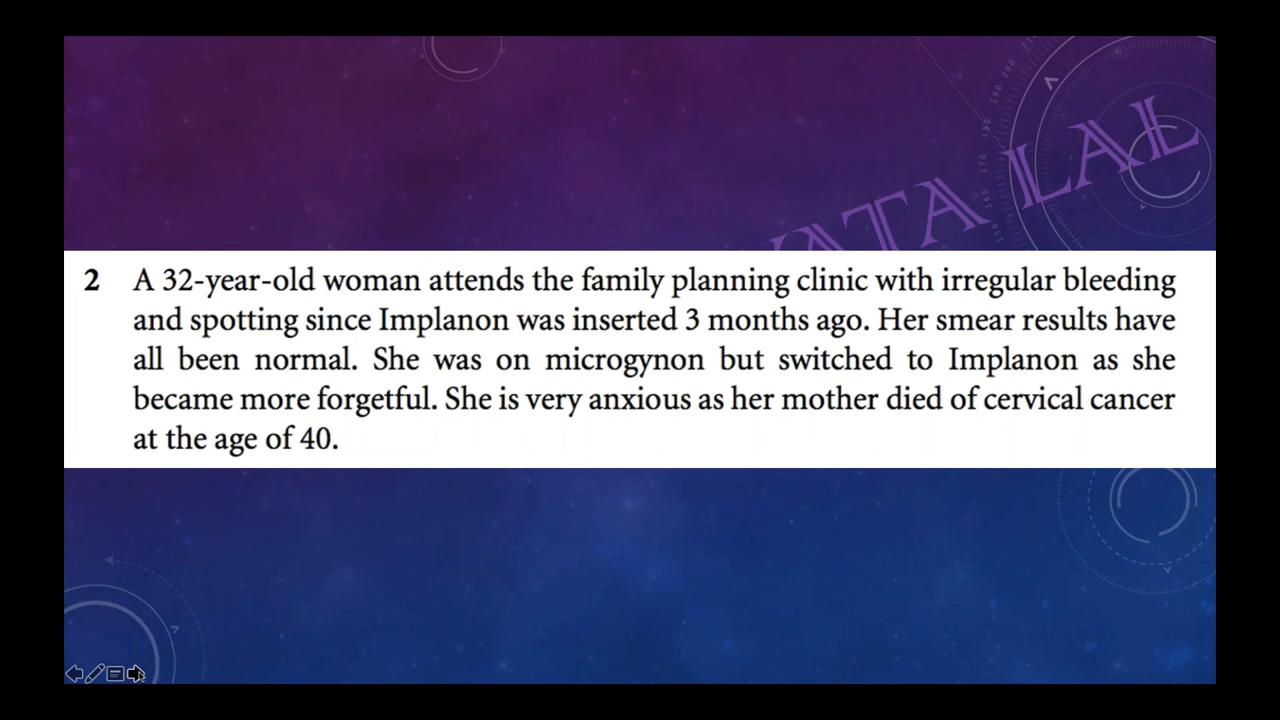 LAL
2 A 32-year-old woman attends the family planning clinic with irregular bleeding
and spotting since Implanon was inserted 3 months ago. Her smear results have
all been normal. She was on microgynon but switched to Implanon as she
became more forgetful. She is very anxious as her mother died of cervical cancer
at the age of 40.